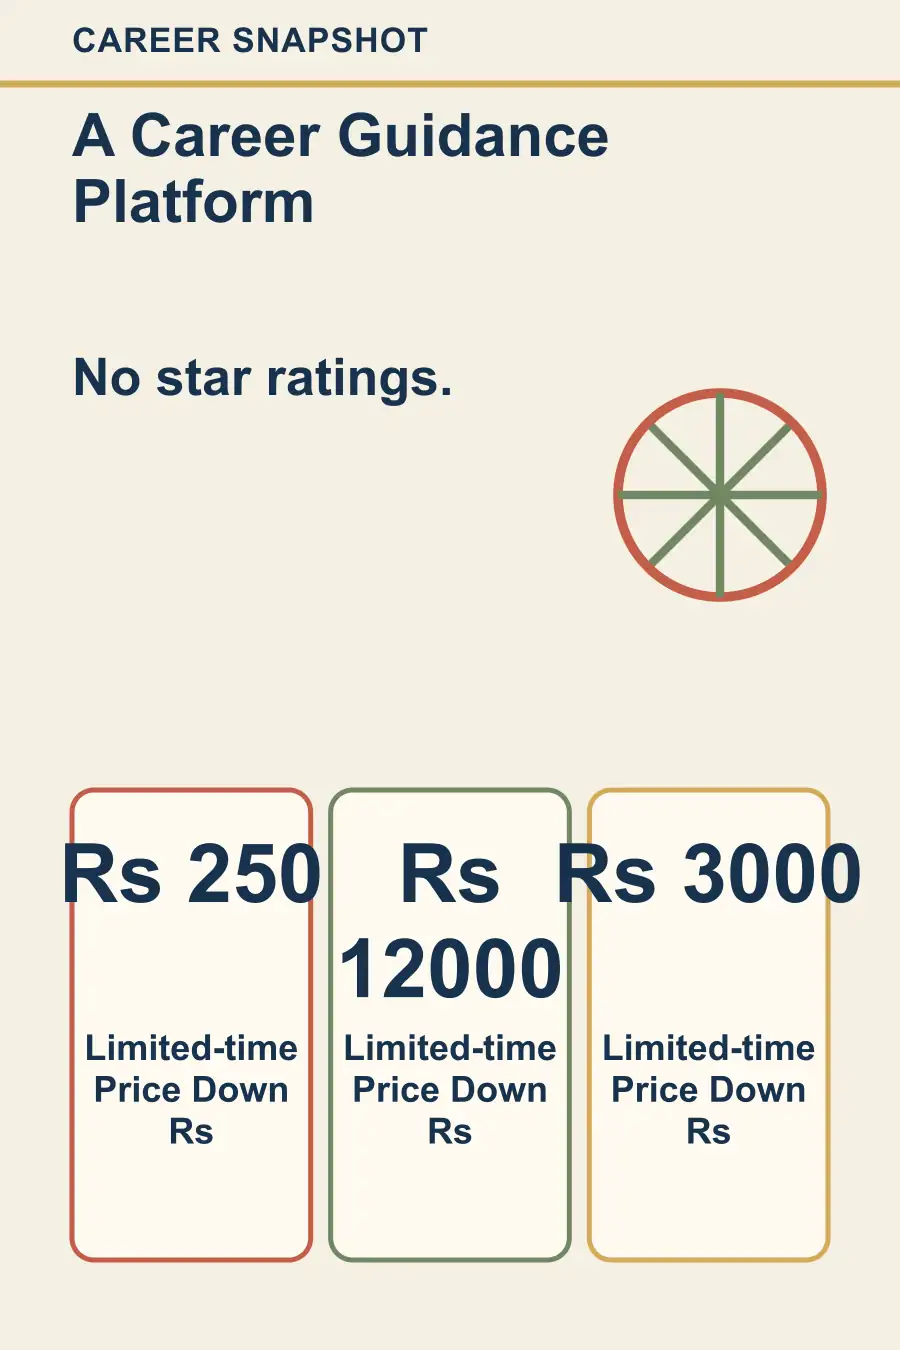 CAREER SNAPSHOT
A Career Guidance
Platform
No star ratings.
Rs 250
Limited-time
Price Down
Rs
Rs
12000
Limited-time
Price Down
Rs
Rs 3000
Limited-time
Price Down
Rs